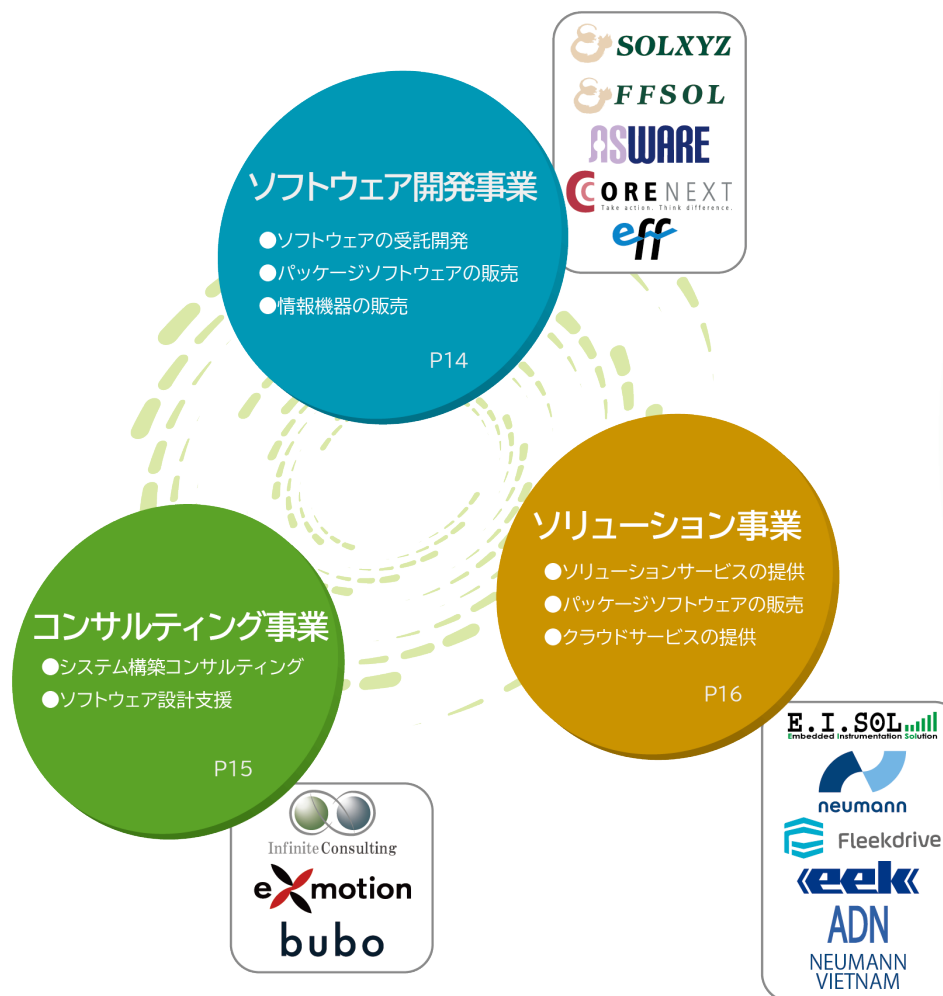 SOLXYZ
FFSOL
ASWARE
CORENEXT
Take action. Think difference.
eff
ソフトウェア開発事業
●ソフトウェアの受託開発
●パッケージソフトウェアの販売
●情報機器の販売
P14
ソリューション事業
●ソリューションサービスの提供
●パッケージソフトウェアの販売
●クラウドサービスの提供
P16
E.I.SOL
Embedded Instrumentation Solution
neumann
Fleekdrive
eek
ADN
NEUMANN
VIETNAM
コンサルティング事業
●システム構築コンサルティング
●ソフトウェア設計支援
P15
Infinite Consulting
eXmotion
bubo